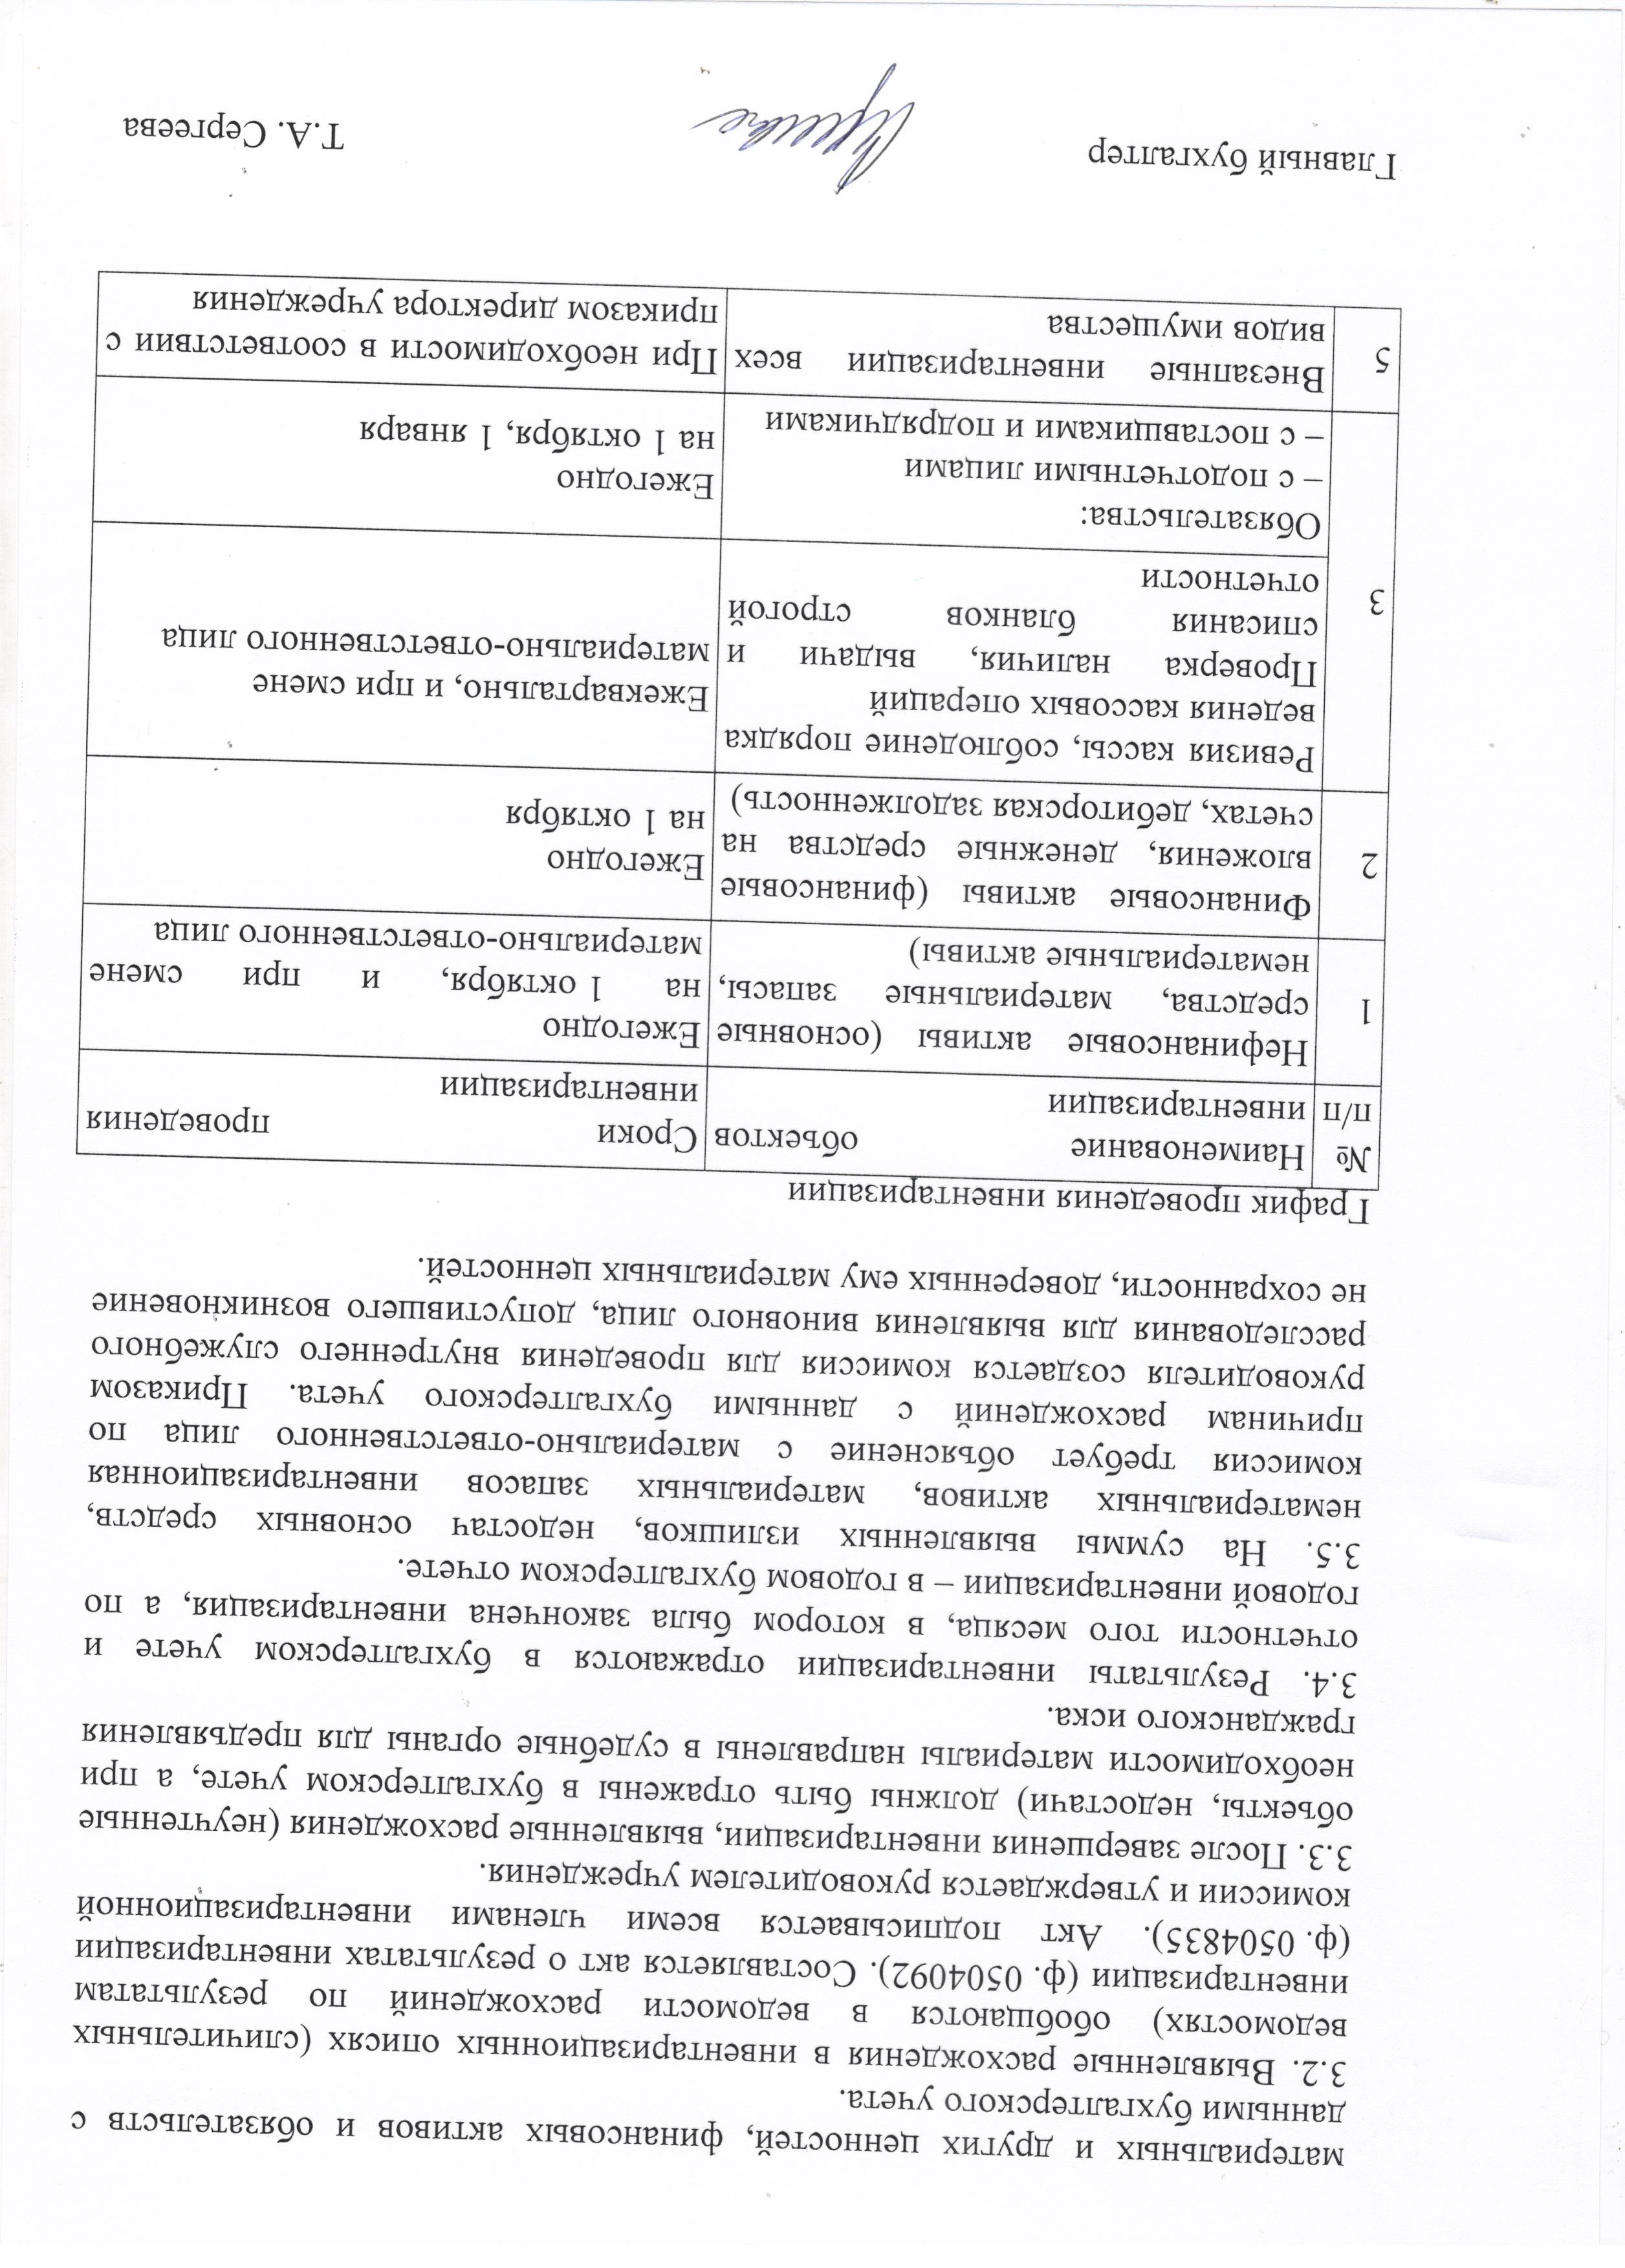 материальных и других ценностей, финансовых активов и обязательств с
данными бухгалтерского учета.
3.2. Выявленные расхождения в инвентаризационных описях (сличительных
ведомостях) обобщаются в ведомости расхождений по результатам
инвентаризации (ф. 0504092). Составляется акт о результатах инвентаризации
(ф. 0504835). Акт подписывается всеми членами инвентаризационной
комиссии и утверждается руководителем учреждения.
3.3. После завершения инвентаризации, выявленные расхождения (неучтенные
объекты, недостачи) должны быть отражены в бухгалтерском учете, а при
необходимости материалы направлены в судебные органы для предъявления
гражданского иска.
3.4. Результаты инвентаризации отражаются в бухгалтерском учете и
отчетности того месяца, в котором была закончена инвентаризация, а по
годовой инвентаризации – в годовом бухгалтерском отчете.
3.5. На суммы выявленных излишков, недостач основных средств,
нематериальных активов, материальных запасов инвентаризационная
комиссия требует объяснение с материально-ответственного лица по
причинам расхождений с данными бухгалтерского учета. Приказом
руководителя создается комиссия для проведения внутреннего служебного
расследования для выявления виновного лица, допустившего возникновение
не сохранности, доверенных ему материальных ценностей.
График проведения инвентаризации
№ п/п
Наименование объектов
инвентаризации
Сроки проведения
инвентаризации
1
Нефинансовые активы (основные
средства, материальные запасы,
нематериальные активы)
Ежегодно
на 1 октября, и при смене
материально-ответственного лица
2
Финансовые активы (финансовые
вложения, денежные средства на
счетах, дебиторская задолженность)
Ежегодно
на 1 октября
3
Ревизия кассы, соблюдение порядка
ведения кассовых операций
Проверка наличия, выдачи и
списания бланков строгой
отчетности
Ежеквартально, и при смене
материально-ответственного лица
Обязательства:
– с подотчетными лицами
– с поставщиками и подрядчиками
Ежегодно
на 1 октября, 1 января
5
Внезапные инвентаризации всех
видов имущества
При необходимости в соответствии с
приказом директора учреждения
Главный бухгалтер Т.А. Сергеева